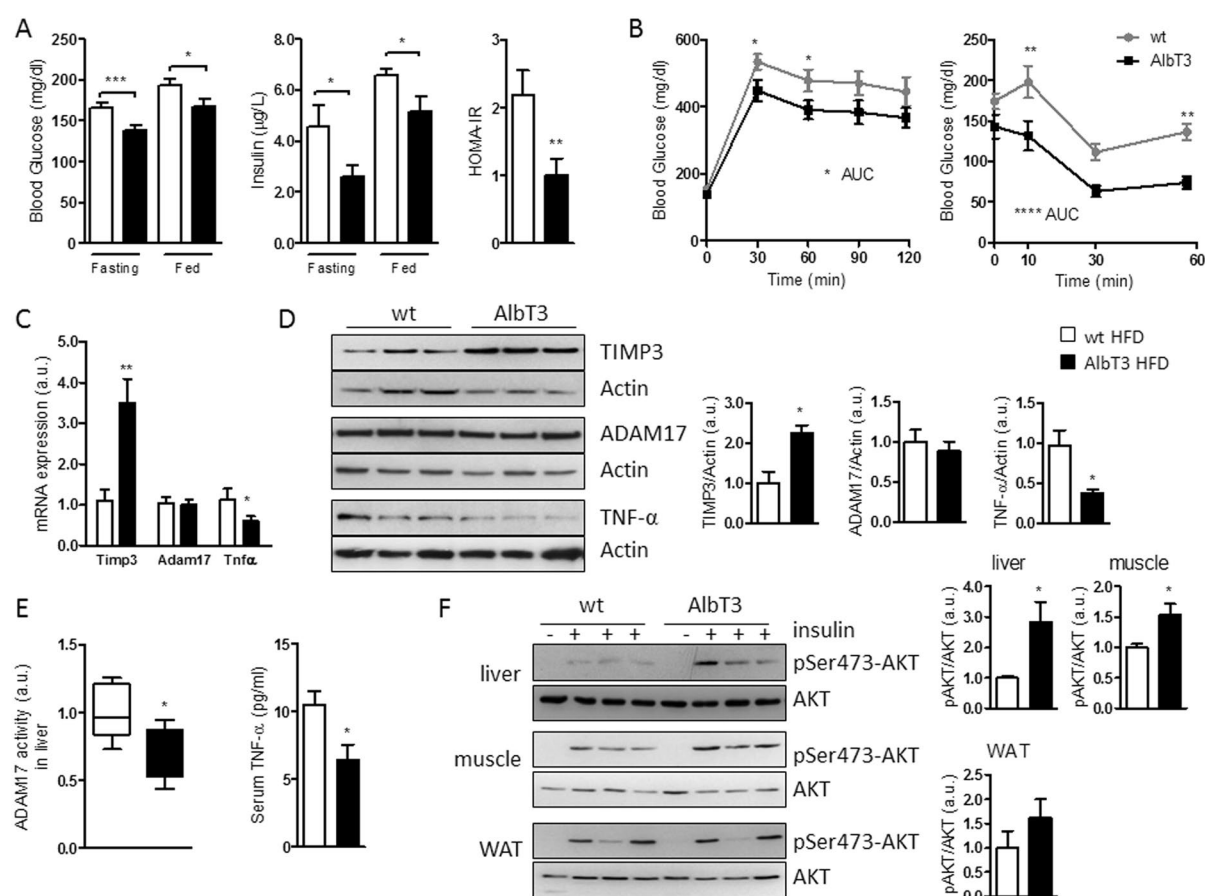 A
Blood Glucose (mg/dl)
250
200
150
100
50
0
***
*
Fasting
Fed
Insulin (µg/L)
8.0
6.0
4.0
2.0
0.0
*
*
Fasting
Fed
HOMA-IR
3
2
1
0
**
B
Blood Glucose (mg/dl)
600
400
200
0
*
*
* AUC
0 30 60 90 120
Time (min)
wt
AlbT3
Blood Glucose (mg/dl)
250
200
150
100
50
0
**
**
**** AUC
0 10 30 60
Time (min)
C
mRNA expression (a.u.)
5.0
4.0
3.0
2.0
1.0
0.0
**
*
Timp3 Adam17 Tnfα
D
wt AlbT3
TIMP3
Actin
ADAM17
Actin
TNF-α
Actin
wt HFD
AlbT3 HFD
TIMP3/Actin (a.u.)
3.0
2.0
1.0
0.0
*
ADAM17/Actin (a.u.)
1.5
1.0
0.5
0.0
TNF-α/Actin (a.u.)
1.5
1.0
0.5
0.0
*
E
ADAM17 activity (a.u.)
in liver
1.5
1.0
0.5
0.0
*
Serum TNF-α (pg/ml)
15
10
5
0
*
F
wt AlbT3
- + + + - + + + insulin
liver
pSer473-AKT
AKT
muscle
pSer473-AKT
AKT
WAT
pSer473-AKT
AKT
liver
pAKT/AKT (a.u.)
4.0
3.0
2.0
1.0
0.0
*
muscle
pAKT/AKT (a.u.)
2.0
1.5
1.0
0.5
0.0
*
WAT
pAKT/AKT (a.u.)
2.5
2.0
1.5
1.0
0.5
0.0